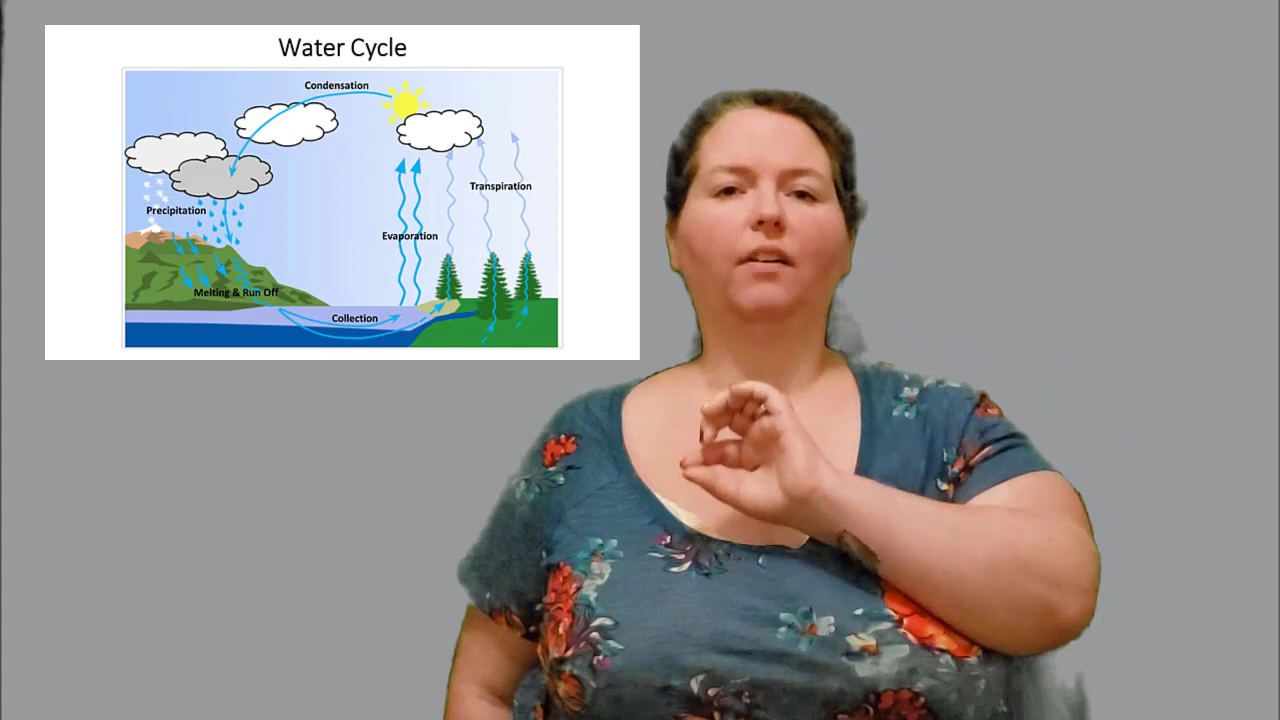 Water Cycle
Condensation
Transpiration
Precipitation
Evaporation
Melting & Run Off
Collection